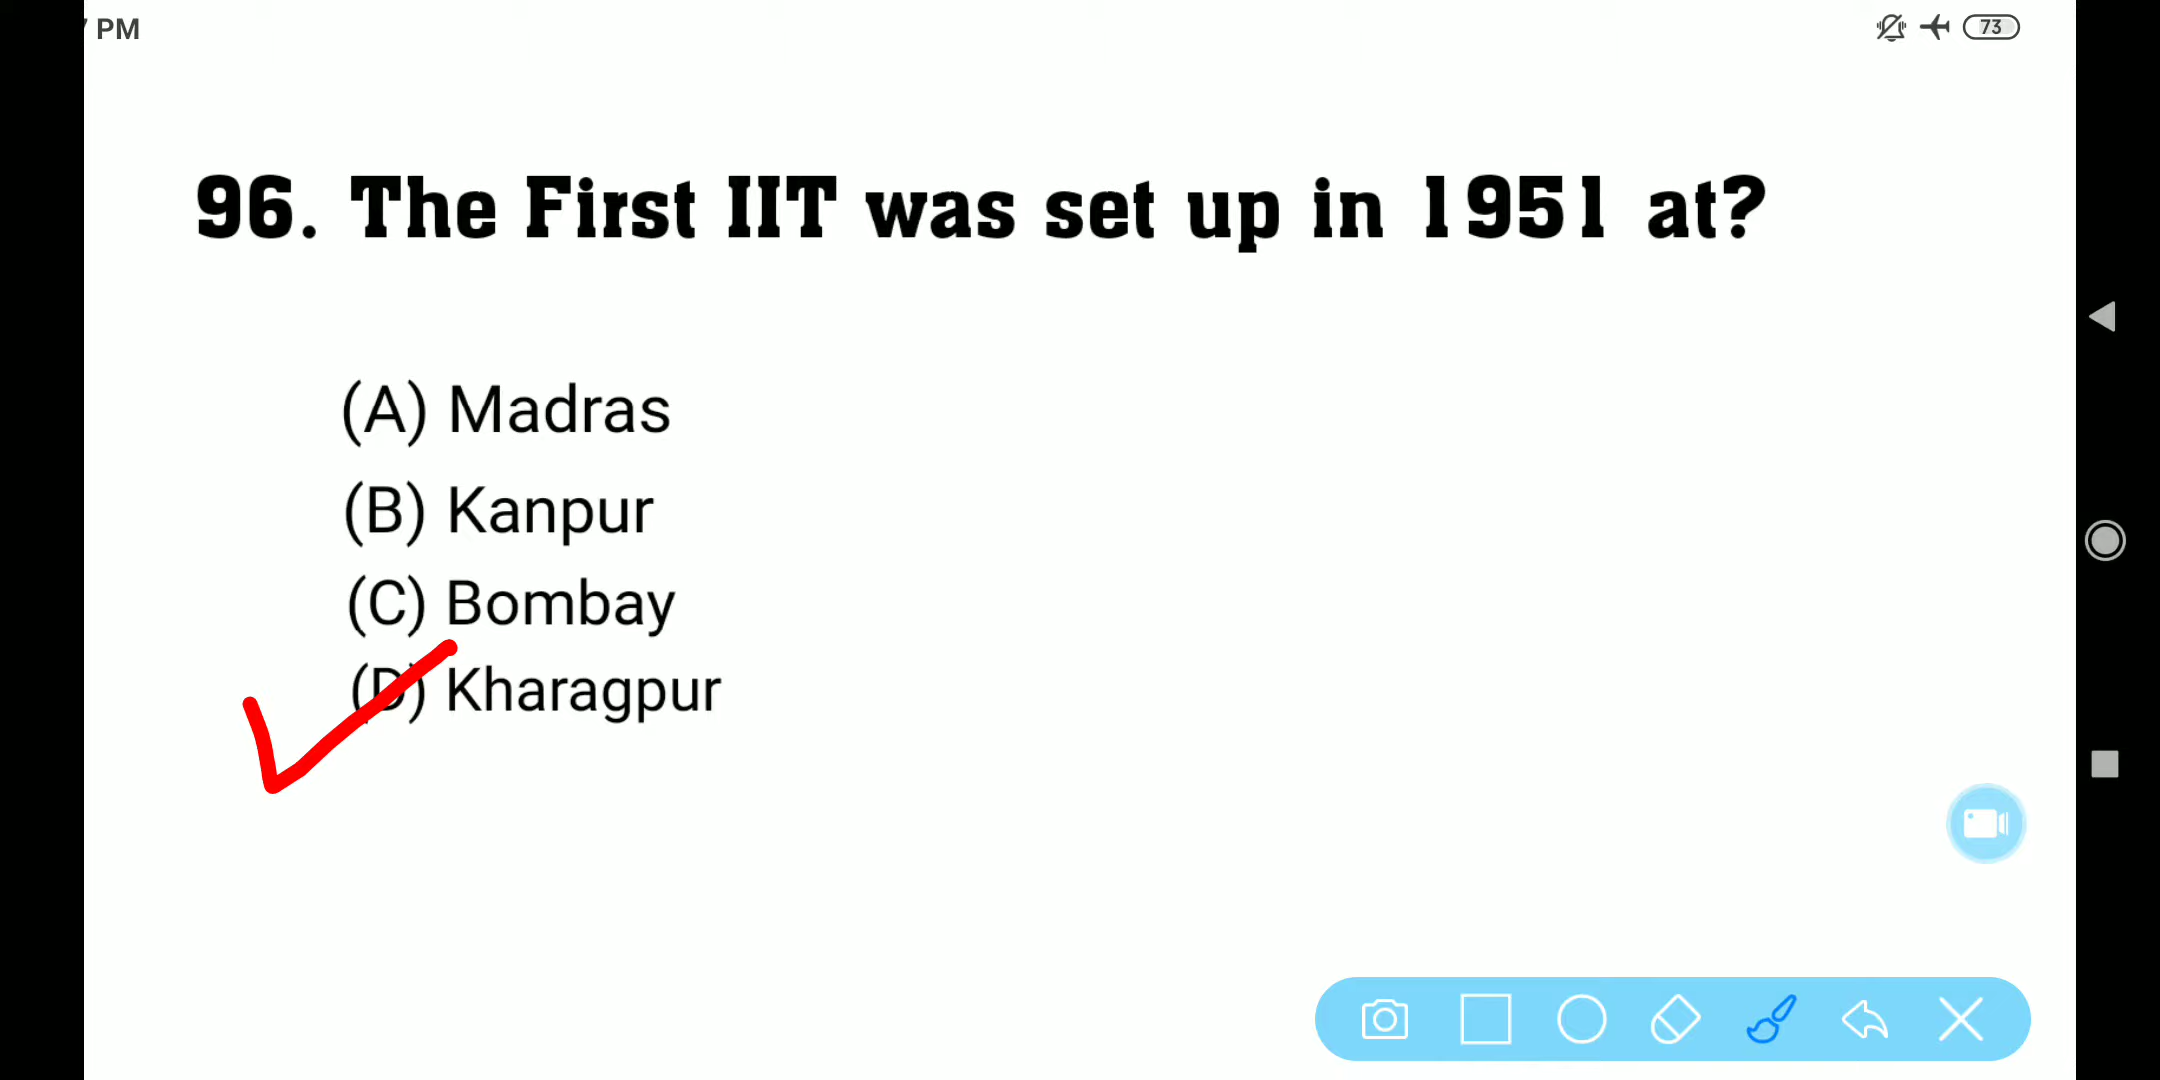 PM
73
96. The First IIT was set up in 1951 at?
(A) Madras
(B) Kanpur
(C) Bombay
(D) Kharagpur